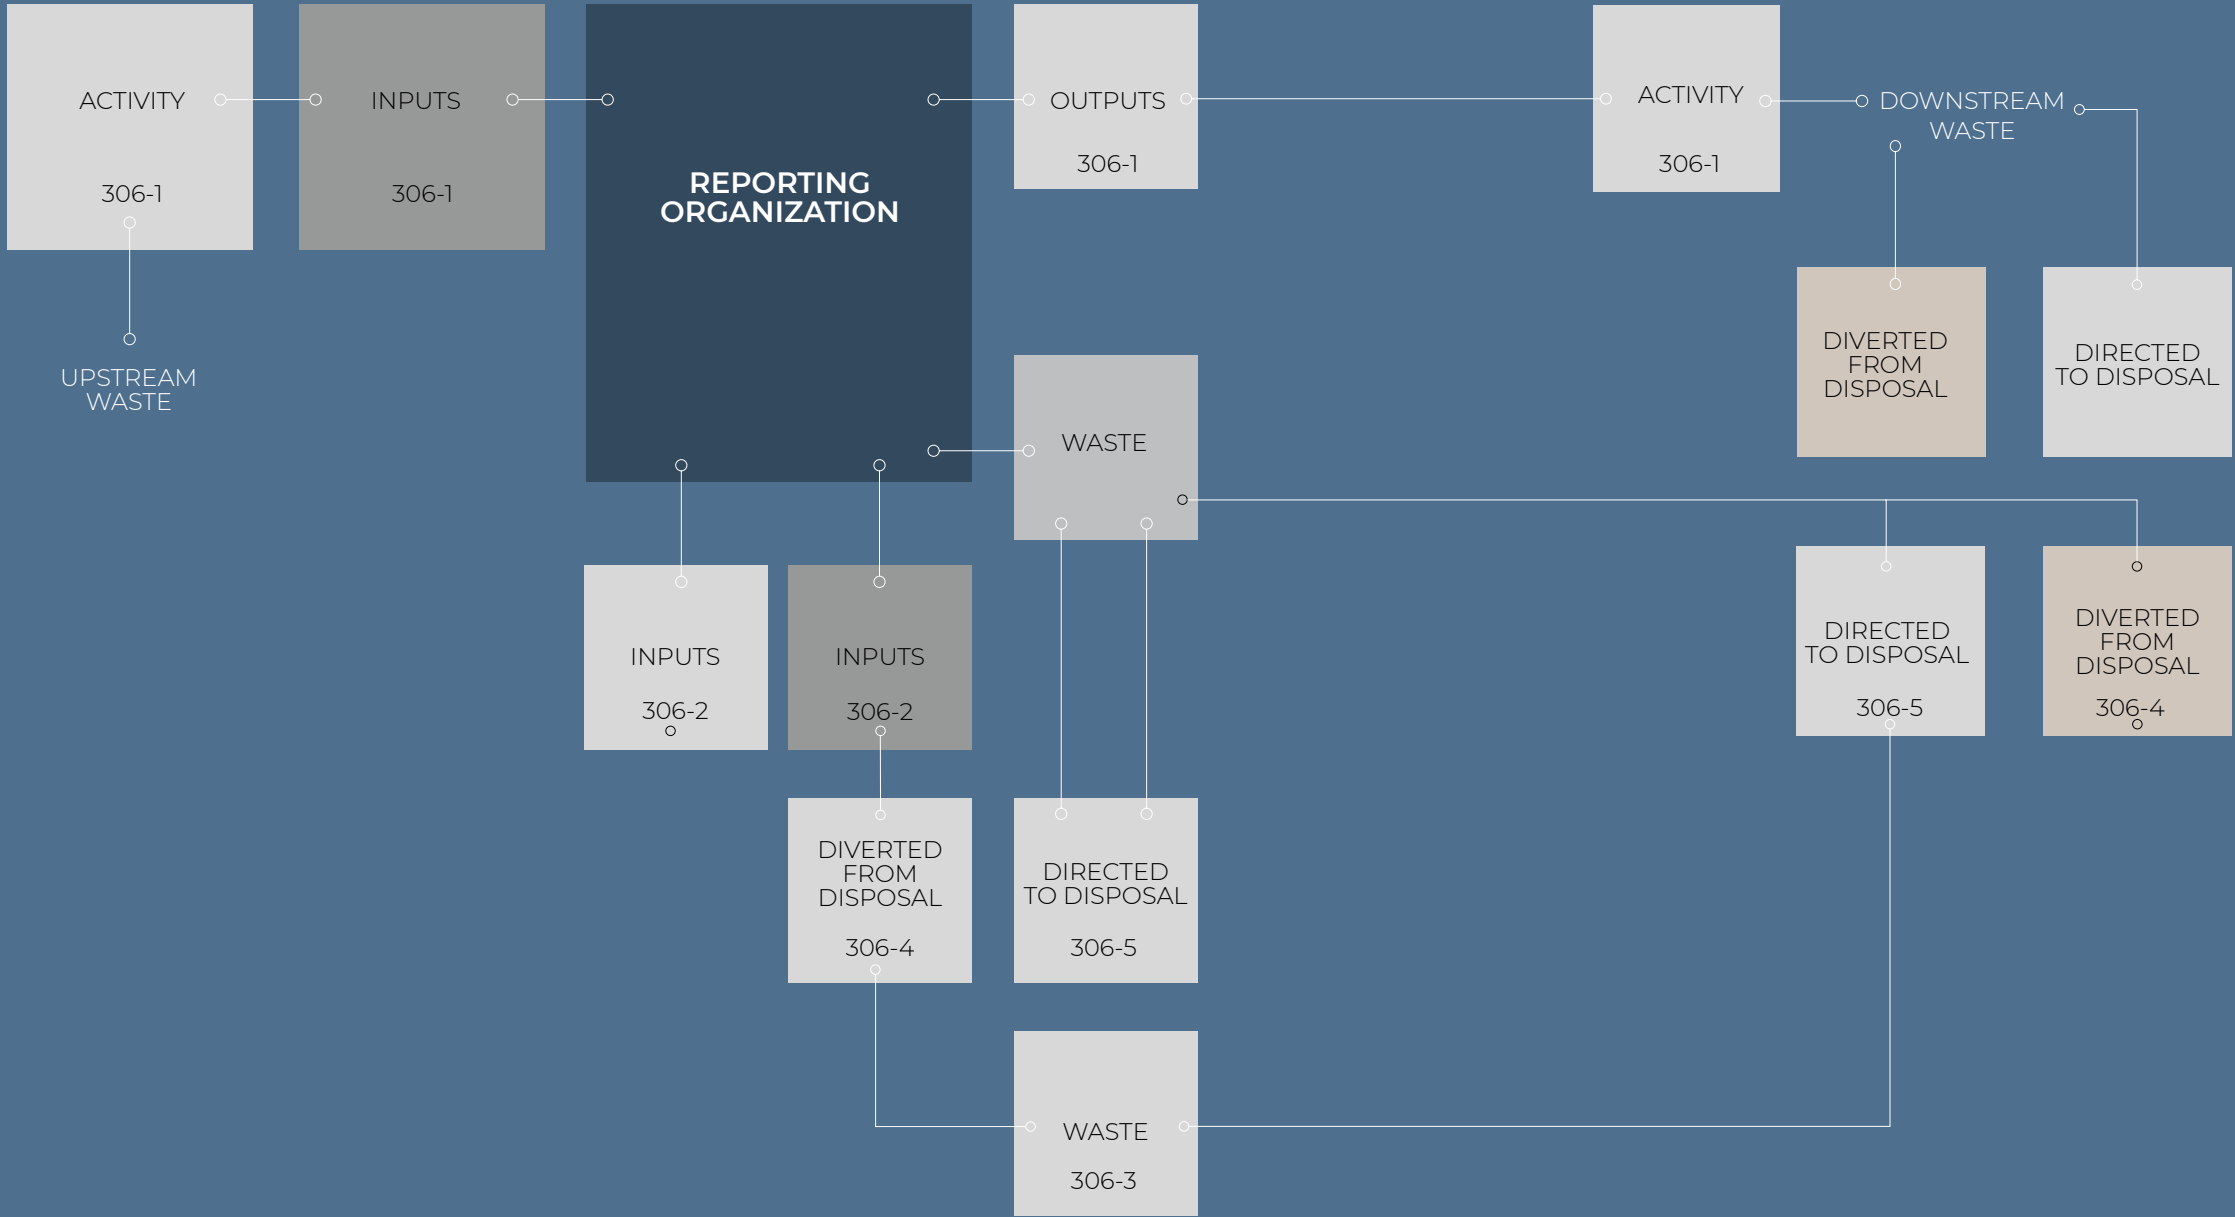 ACTIVITY
306-1
UPSTREAM
WASTE
INPUTS
306-1
REPORTING
ORGANIZATION
OUTPUTS
306-1
ACTIVITY
306-1
DOWNSTREAM
WASTE
DIVERTED
FROM
DISPOSAL
DIRECTED
TO DISPOSAL
WASTE
INPUTS
306-2
INPUTS
306-2
DIRECTED
TO DISPOSAL
306-5
DIVERTED
FROM
DISPOSAL
306-4
DIVERTED
FROM
DISPOSAL
306-4
DIRECTED
TO DISPOSAL
306-5
WASTE
306-3